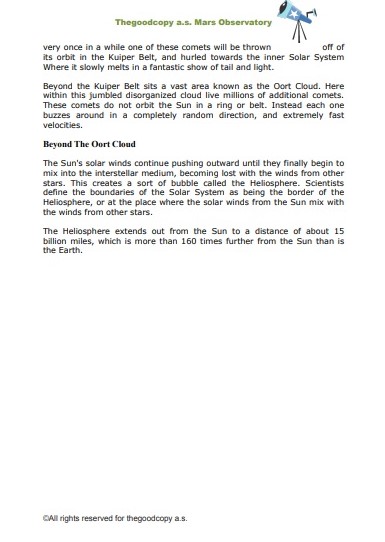 Thegoodcopy a.s. Mars Observatory
very once in a while one of these comets will be thrown off of
its orbit in the Kuiper Belt, and hurled towards the inner Solar System
Where it slowly melts in a fantastic show of tail and light.
Beyond the Kuiper Belt sits a vast area known as the Oort Cloud. Here
within this jumbled disorganized cloud live millions of additional comets.
These comets do not orbit the Sun in a ring or belt. Instead each one
buzzes around in a completely random direction, and extremely fast
velocities.
Beyond The Oort Cloud
The Sun's solar winds continue pushing outward until they finally begin to
mix into the interstellar medium, becoming lost with the winds from other
stars. This creates a sort of bubble called the Heliosphere. Scientists
define the boundaries of the Solar System as being the border of the
Heliosphere, or at the place where the solar winds from the Sun mix with
the winds from other stars.
The Heliosphere extends out from the Sun to a distance of about 15
billion miles, which is more than 160 times further from the Sun than is
the Earth.
©All rights reserved for thegoodcopy a.s.